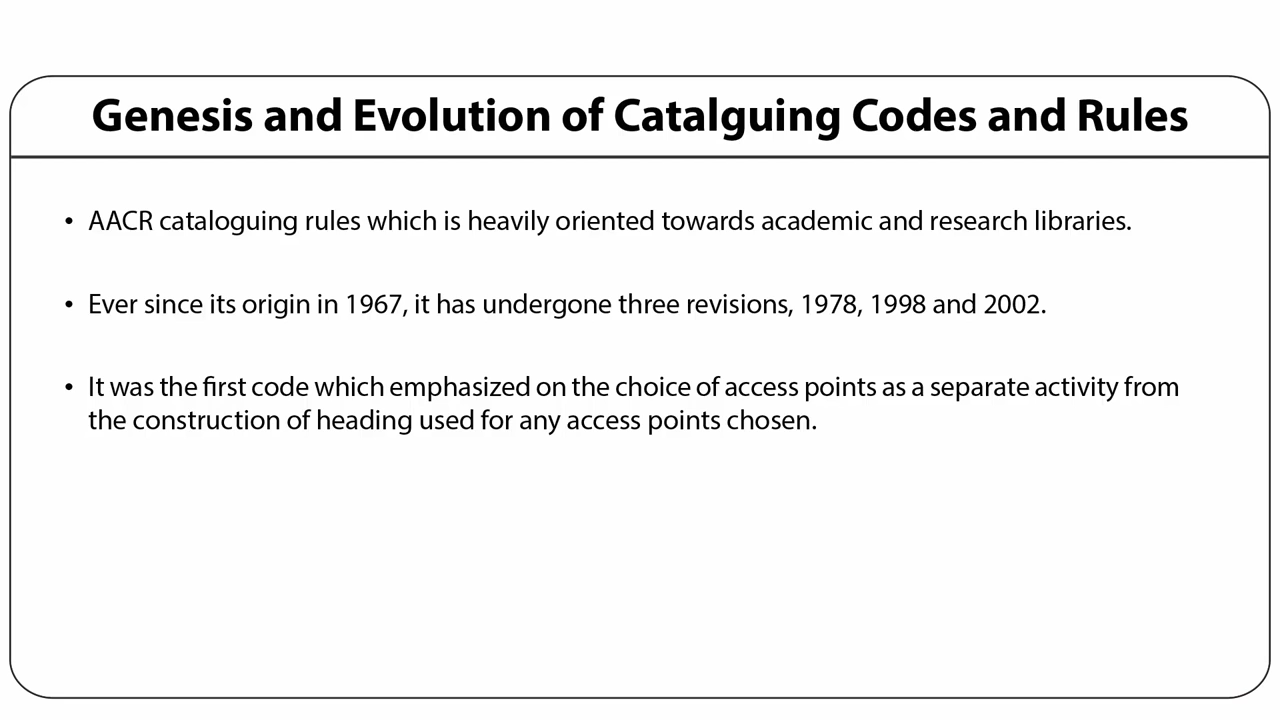 Genesis and Evolution of Catalguing Codes and Rules
• AACR cataloguing rules which is heavily oriented towards academic and research libraries.
• Ever since its origin in 1967, it has undergone three revisions, 1978, 1998 and 2002.
• It was the first code which emphasized on the choice of access points as a separate activity from
the construction of heading used for any access points chosen.